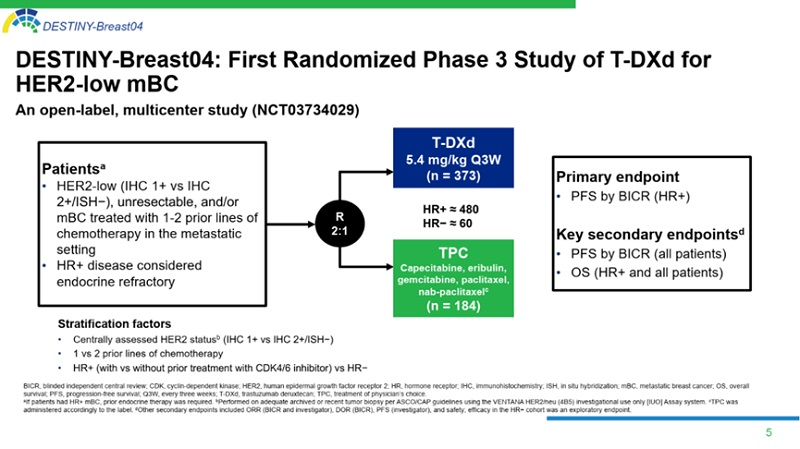 DESTINY-Breast04
DESTINY-Breast04: First Randomized Phase 3 Study of T-DXd for
HER2-low mBC
An open-label, multicenter study (NCT03734029)
Patientsᵃ
• HER2-low (IHC 1+ vs IHC
2+/ISH−), unresectable, and/or
mBC treated with 1-2 prior lines of
chemotherapy in the metastatic
setting
• HR+ disease considered
endocrine refractory
R
2:1
T-DXd
5.4 mg/kg Q3W
(n = 373)
HR+ ≈ 480
HR− ≈ 60
TPC
Capecitabine, eribulin,
gemcitabine, paclitaxel,
nab-paclitaxelᶜ
(n = 184)
Primary endpoint
• PFS by BICR (HR+)
Key secondary endpointsᵈ
• PFS by BICR (all patients)
• OS (HR+ and all patients)
Stratification factors
• Centrally assessed HER2 statusᵇ (IHC 1+ vs IHC 2+/ISH−)
• 1 vs 2 prior lines of chemotherapy
• HR+ (with vs without prior treatment with CDK4/6 inhibitor) vs HR−
BICR, blinded independent central review; CDK, cyclin-dependent kinase; HER2, human epidermal growth factor receptor 2; HR, hormone receptor; IHC, immunohistochemistry; ISH, in situ hybridization; mBC, metastatic breast cancer; OS, overall
survival; PFS, progression-free survival; Q3W, every three weeks; T-DXd, trastuzumab deruxtecan; TPC, treatment of physician's choice.
ᵃIf patients had HR+ mBC, prior endocrine therapy was required. ᵇPerformed on adequate archived or recent tumor biopsy per ASCO/CAP guidelines using the VENTANA HER2/neu (4B5) investigational use only [IUO] Assay system. ᶜTPC was
administered accordingly to the label. ᵈOther secondary endpoints included ORR (BICR and investigator), DOR (BICR), PFS (investigator), and safety; efficacy in the HR− cohort was an exploratory endpoint.
5